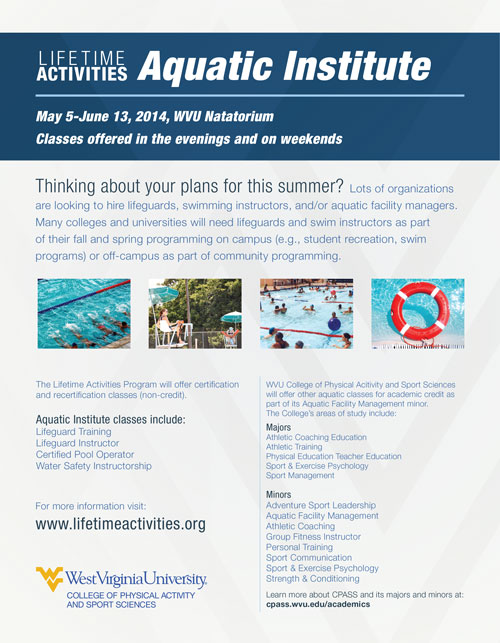 LIFETIME
ACTIVITIES
Aquatic Institute
May 5-June 13, 2014, WVU Natatorium
Classes offered in the evenings and on weekends
Thinking about your plans for this summer? Lots of organizations
are looking to hire lifeguards, swimming instructors, and/or aquatic facility managers.
Many colleges and universities will need lifeguards and swim instructors as part
of their fall and spring programming on campus (e.g., student recreation, swim
programs) or off-campus as part of community programming.
The Lifetime Activities Program will offer certification
and recertification classes (non-credit).
Aquatic Institute classes include:
Lifeguard Training
Lifeguard Instructor
Certified Pool Operator
Water Safety Instructorship
For more information visit:
www.lifetimeactivities.org
WestVirginiaUniversity.
COLLEGE OF PHYSICAL ACTIVITY
AND SPORT SCIENCES
WVU College of Physical Acitivity and Sport Sciences
will offer other aquatic classes for academic credit as
part of its Aquatic Facility Management minor.
The College's areas of study include:
Majors
Athletic Coaching Education
Athletic Training
Physical Education Teacher Education
Sport & Exercise Psychology
Sport Management
Minors
Adventure Sport Leadership
Aquatic Facility Management
Athletic Coaching
Group Fitness Instructor
Personal Training
Sport Communication
Sport & Exercise Psychology
Strength & Conditioning
Learn more about CPASS and its majors and minors at:
cpass.wvu.edu/academics